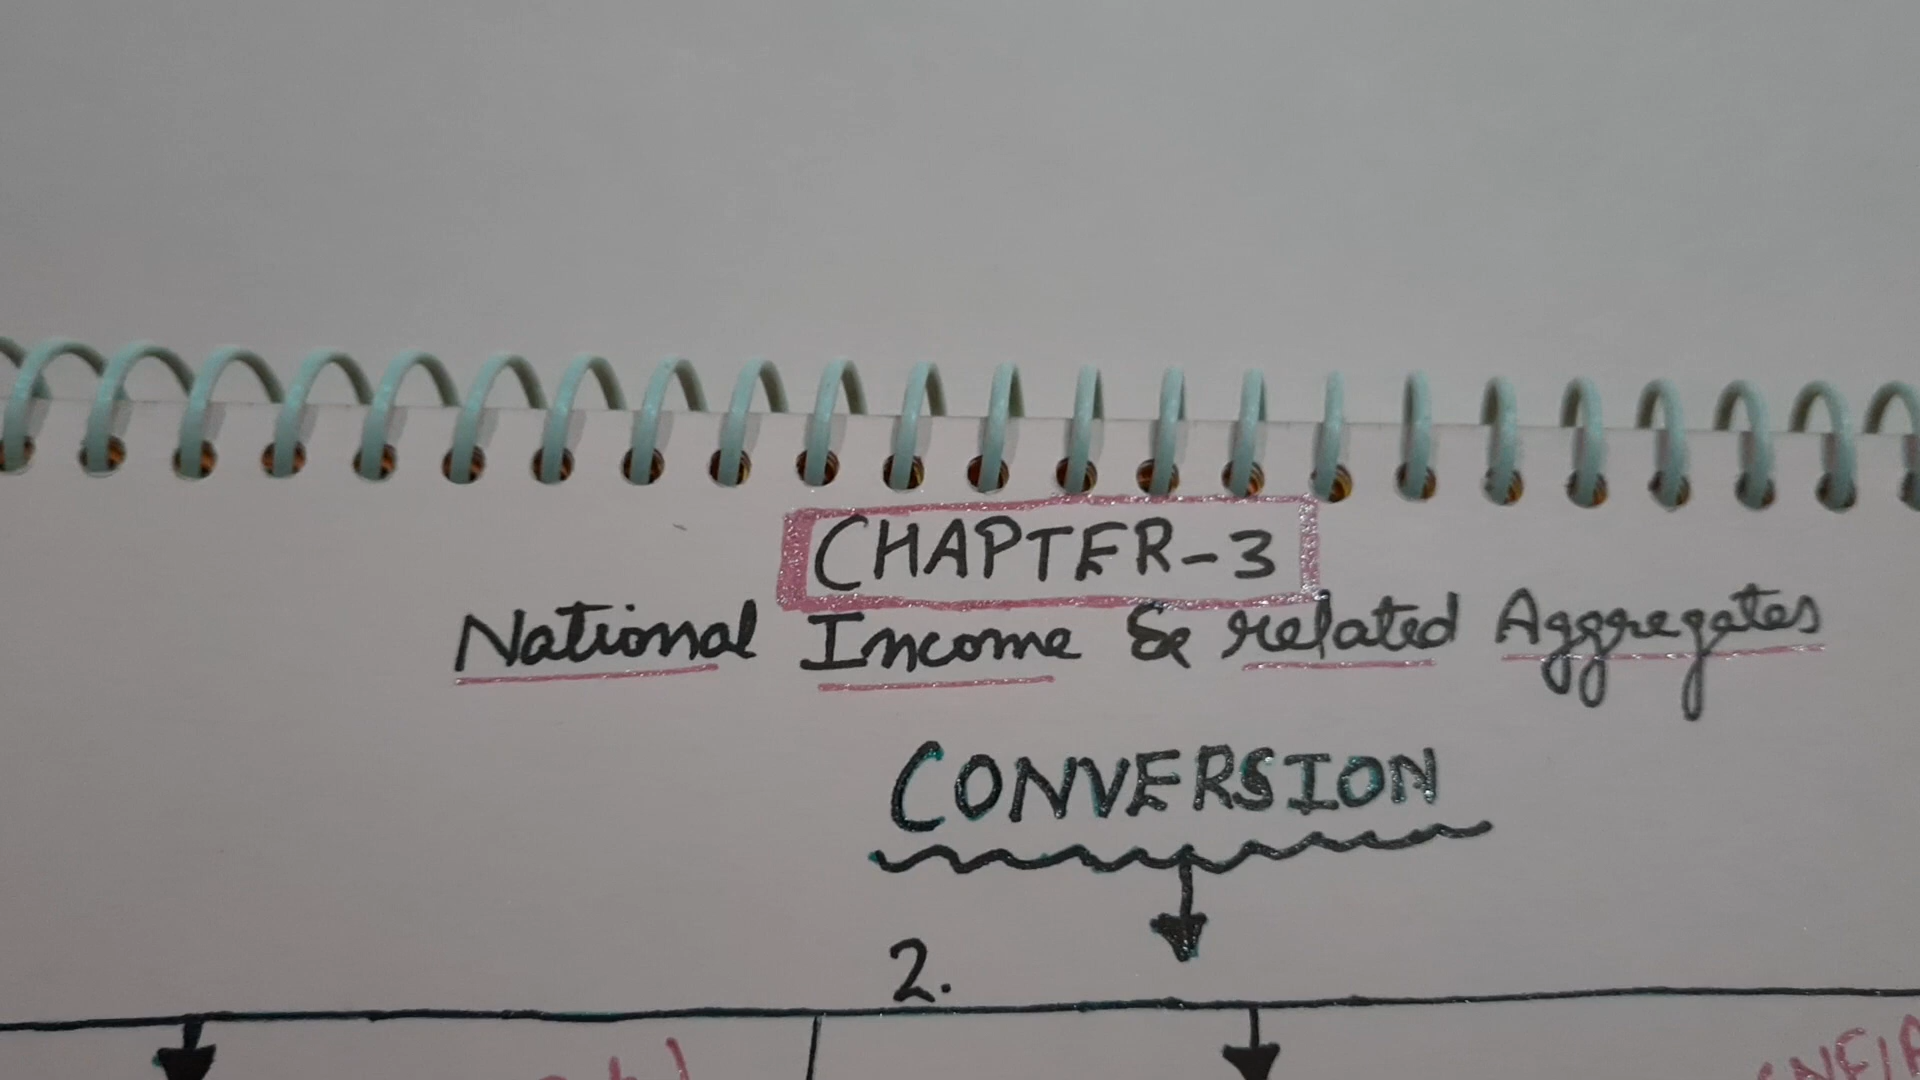 CHAPTER-3
National Income & related Aggregates
CONVERSION
2.